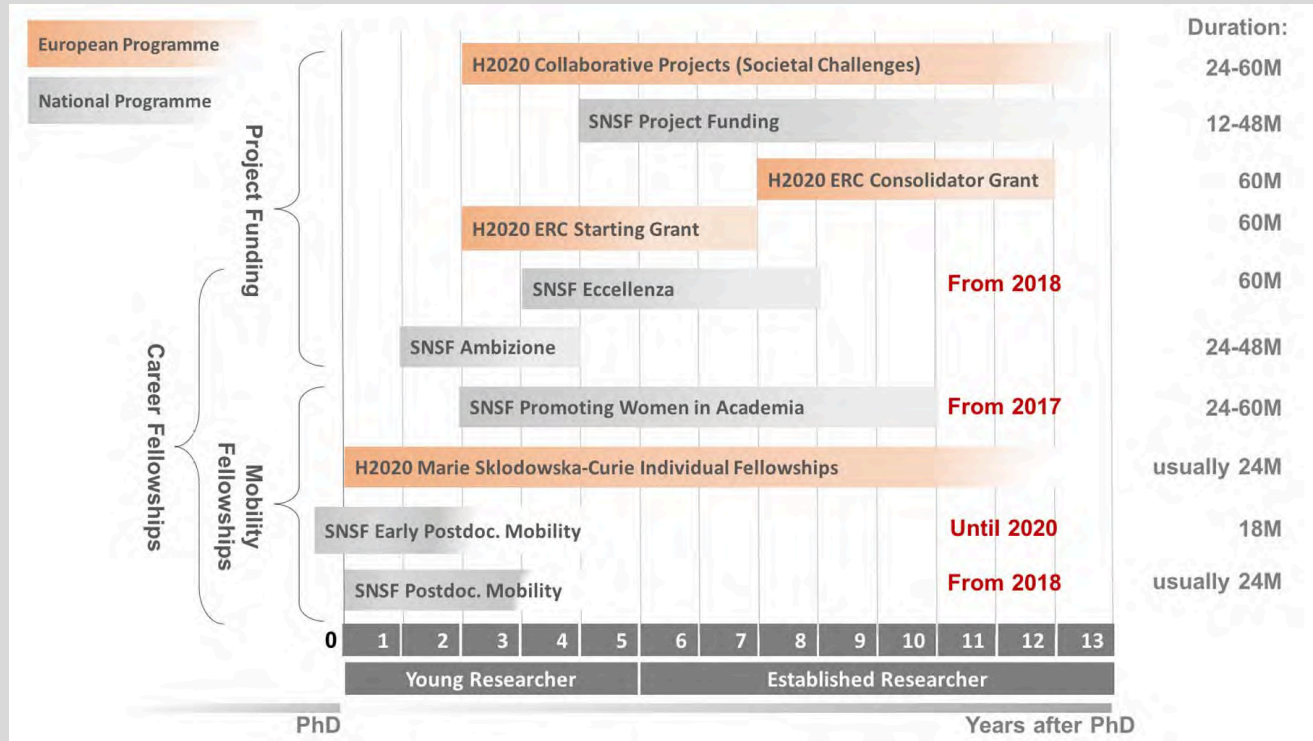 European Programme
National Programme
Duration:
H2020 Collaborative Projects (Societal Challenges)
24-60M
SNSF Project Funding
12-48M
H2020 ERC Consolidator Grant
60M
H2020 ERC Starting Grant
60M
SNSF Eccellenza
From 2018
60M
SNSF Ambizione
24-48M
SNSF Promoting Women in Academia
From 2017
24-60M
H2020 Marie Sklodowska-Curie Individual Fellowships
usually 24M
SNSF Early Postdoc. Mobility
Until 2020
18M
SNSF Postdoc. Mobility
From 2018
usually 24M
Project Funding
Career Fellowships
Mobility
Fellowships
0 1 2 3 4 5 6 7 8 9 10 11 12 13
Young Researcher
Established Researcher
PhD
Years after PhD